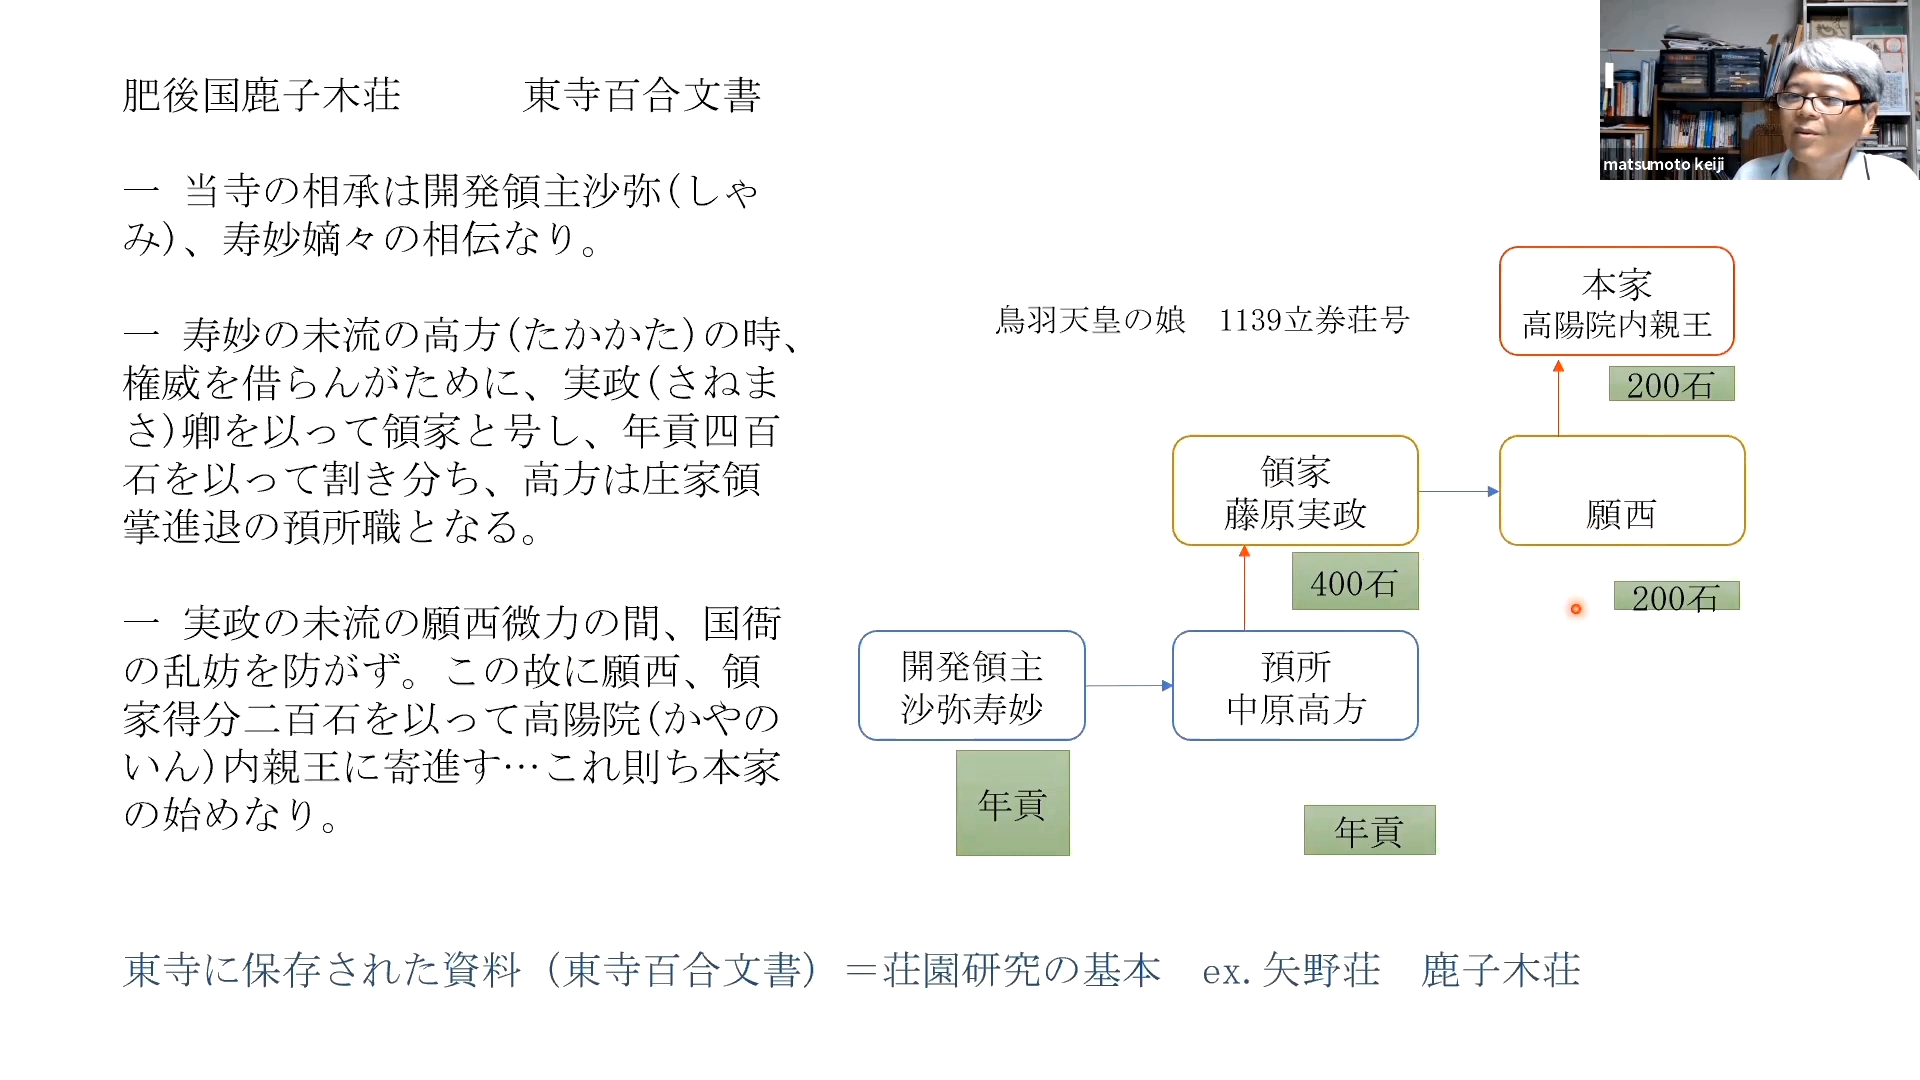 肥後国鹿子木荘　　　東寺百合文書
一 当寺の相承は開発領主沙弥(しゃ
み)、寿妙嫡々の相伝なり。
一 寿妙の未流の高方(たかかた)の時、
権威を借らんがために、実政(さねま
さ)卿を以って領家と号し、年貢四百
石を以って割き分ち、高方は庄家領
掌進退の預所職となる。
一 実政の未流の願西微力の間、国衙
の乱妨を防がず。この故に願西、領
家得分二百石を以って高陽院(かやの
いん)内親王に寄進す…これ則ち本家
の始めなり。
matsumoto keiji
鳥羽天皇の娘　1139立券荘号
本家
高陽院内親王
200石
領家
藤原実政
願西
400石
200石
開発領主
沙弥寿妙
預所
中原高方
年貢
年貢
東寺に保存された資料（東寺百合文書）＝荘園研究の基本　ex.矢野荘　鹿子木荘